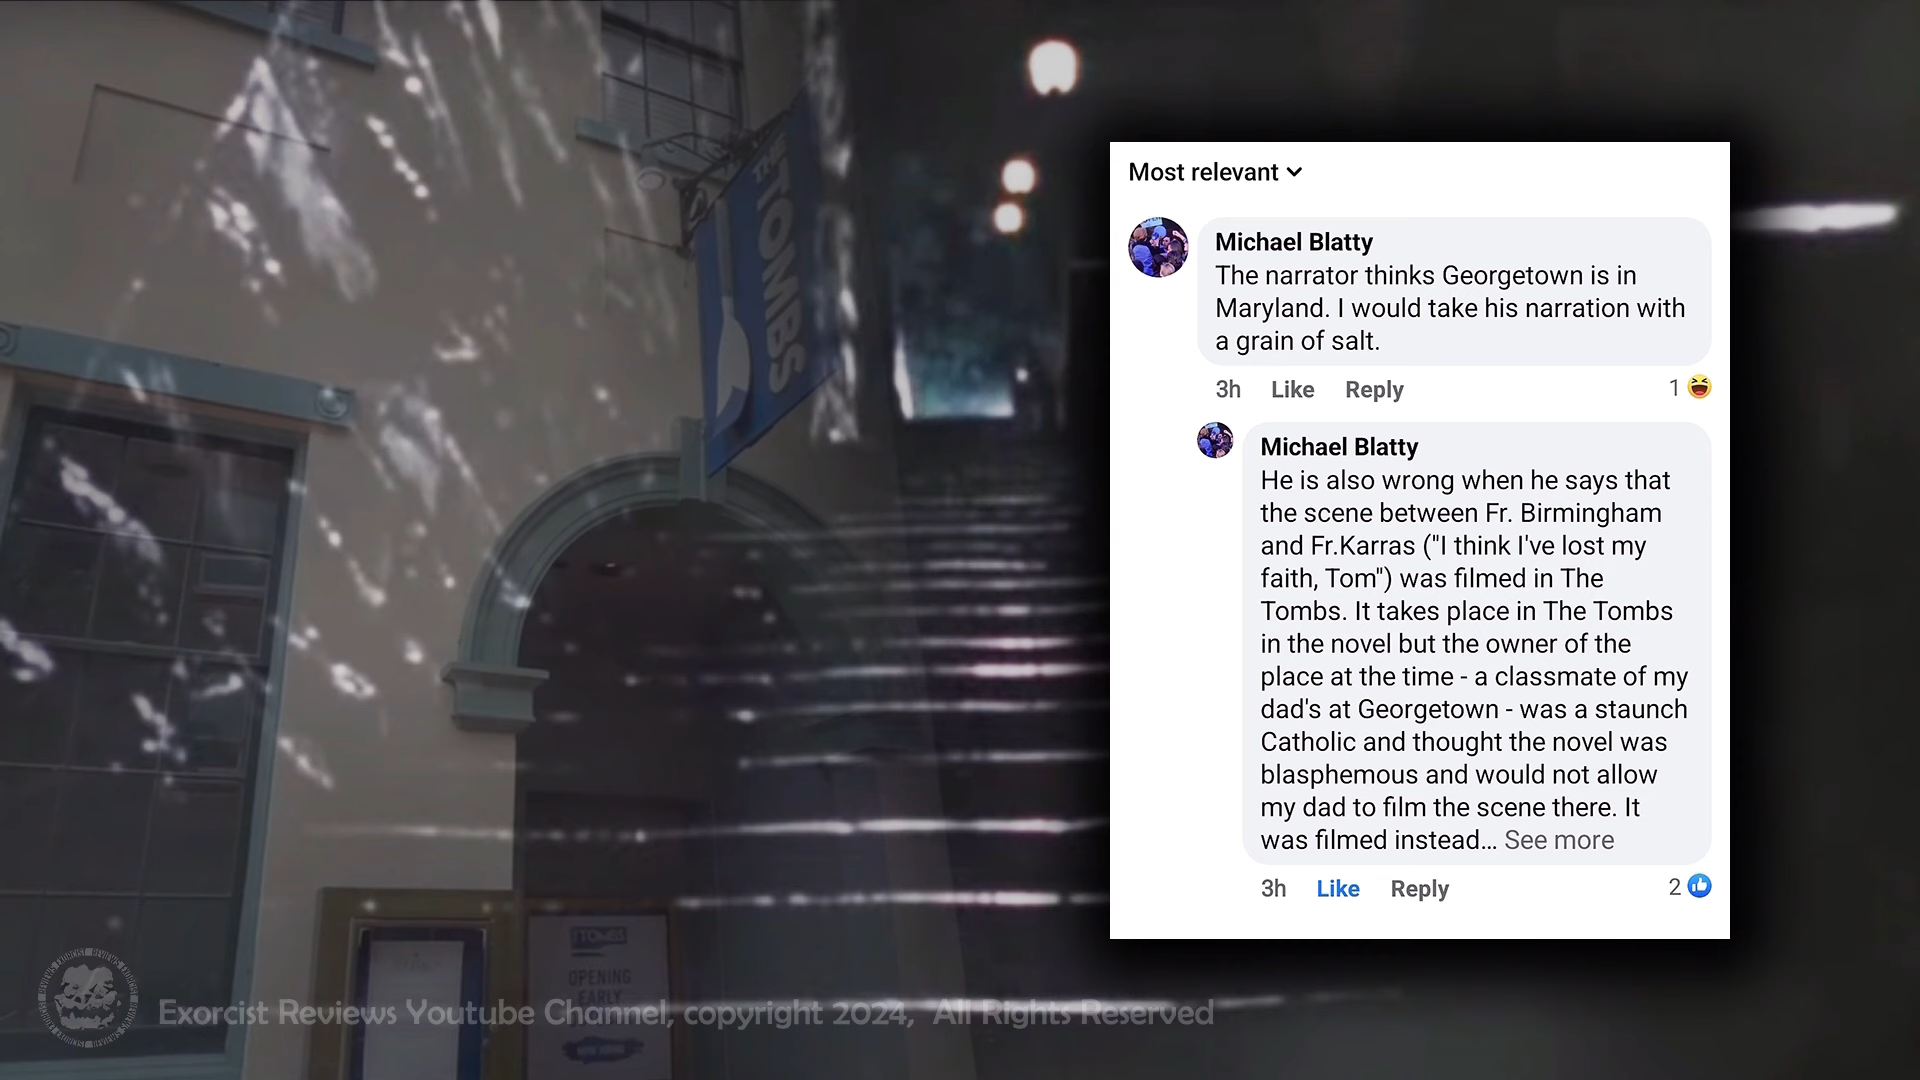 THE TOMBS
Most relevant
Michael Blatty
The narrator thinks Georgetown is in
Maryland. I would take his narration with
a grain of salt.
3h Like Reply 1
Michael Blatty
He is also wrong when he says that
the scene between Fr. Birmingham
and Fr.Karras ("I think I've lost my
faith, Tom") was filmed in The
Tombs. It takes place in The Tombs
in the novel but the owner of the
place at the time - a classmate of my
dad's at Georgetown - was a staunch
Catholic and thought the novel was
blasphemous and would not allow
my dad to film the scene there. It
was filmed instead... See more
3h Like Reply 2
TOMBS
OPENING
EARLY
EXORCIST REVIEWS
Exorcist Reviews Youtube Channel, copyright 2024, All Rights Reserved